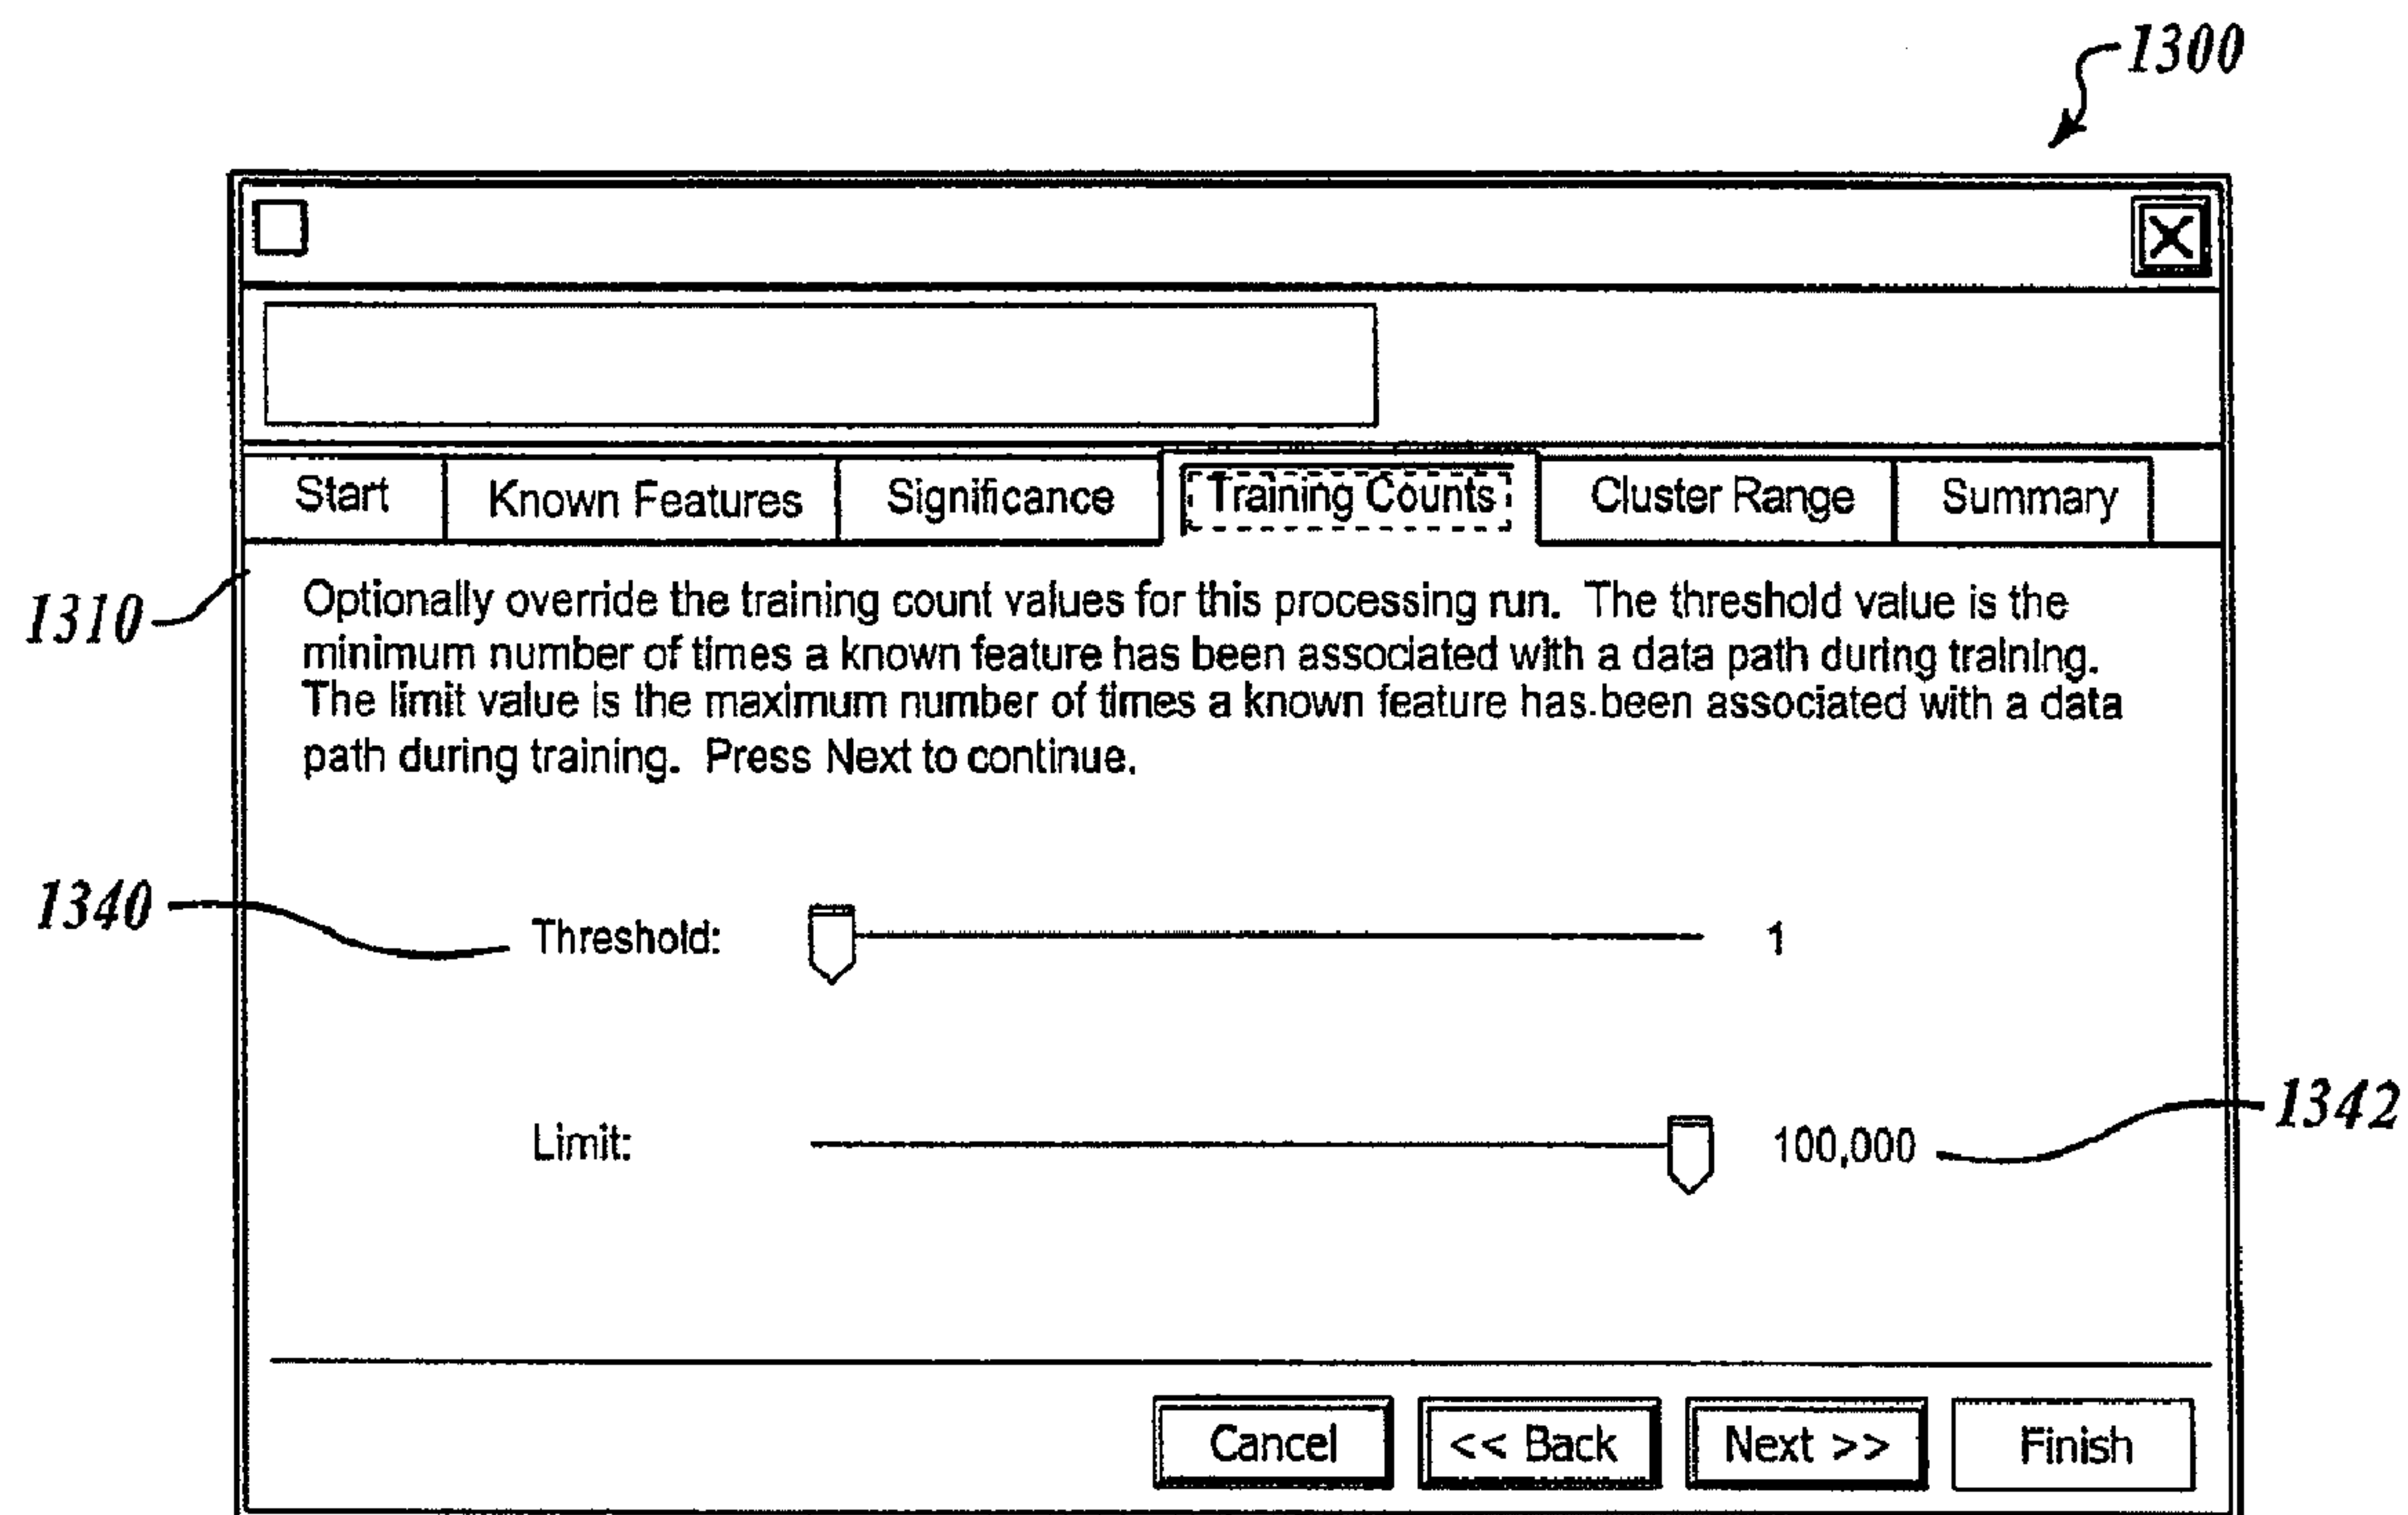 1300
Start Known Features Significance Training Counts Cluster Range Summary
1310
Optionally override the training count values for this processing run. The threshold value is the
minimum number of times a known feature has been associated with a data path during training.
The limit value is the maximum number of times a known feature has been associated with a data
path during training. Press Next to continue.
1340
Threshold: 1
Limit: 100,000
1342
Cancel << Back Next >> Finish